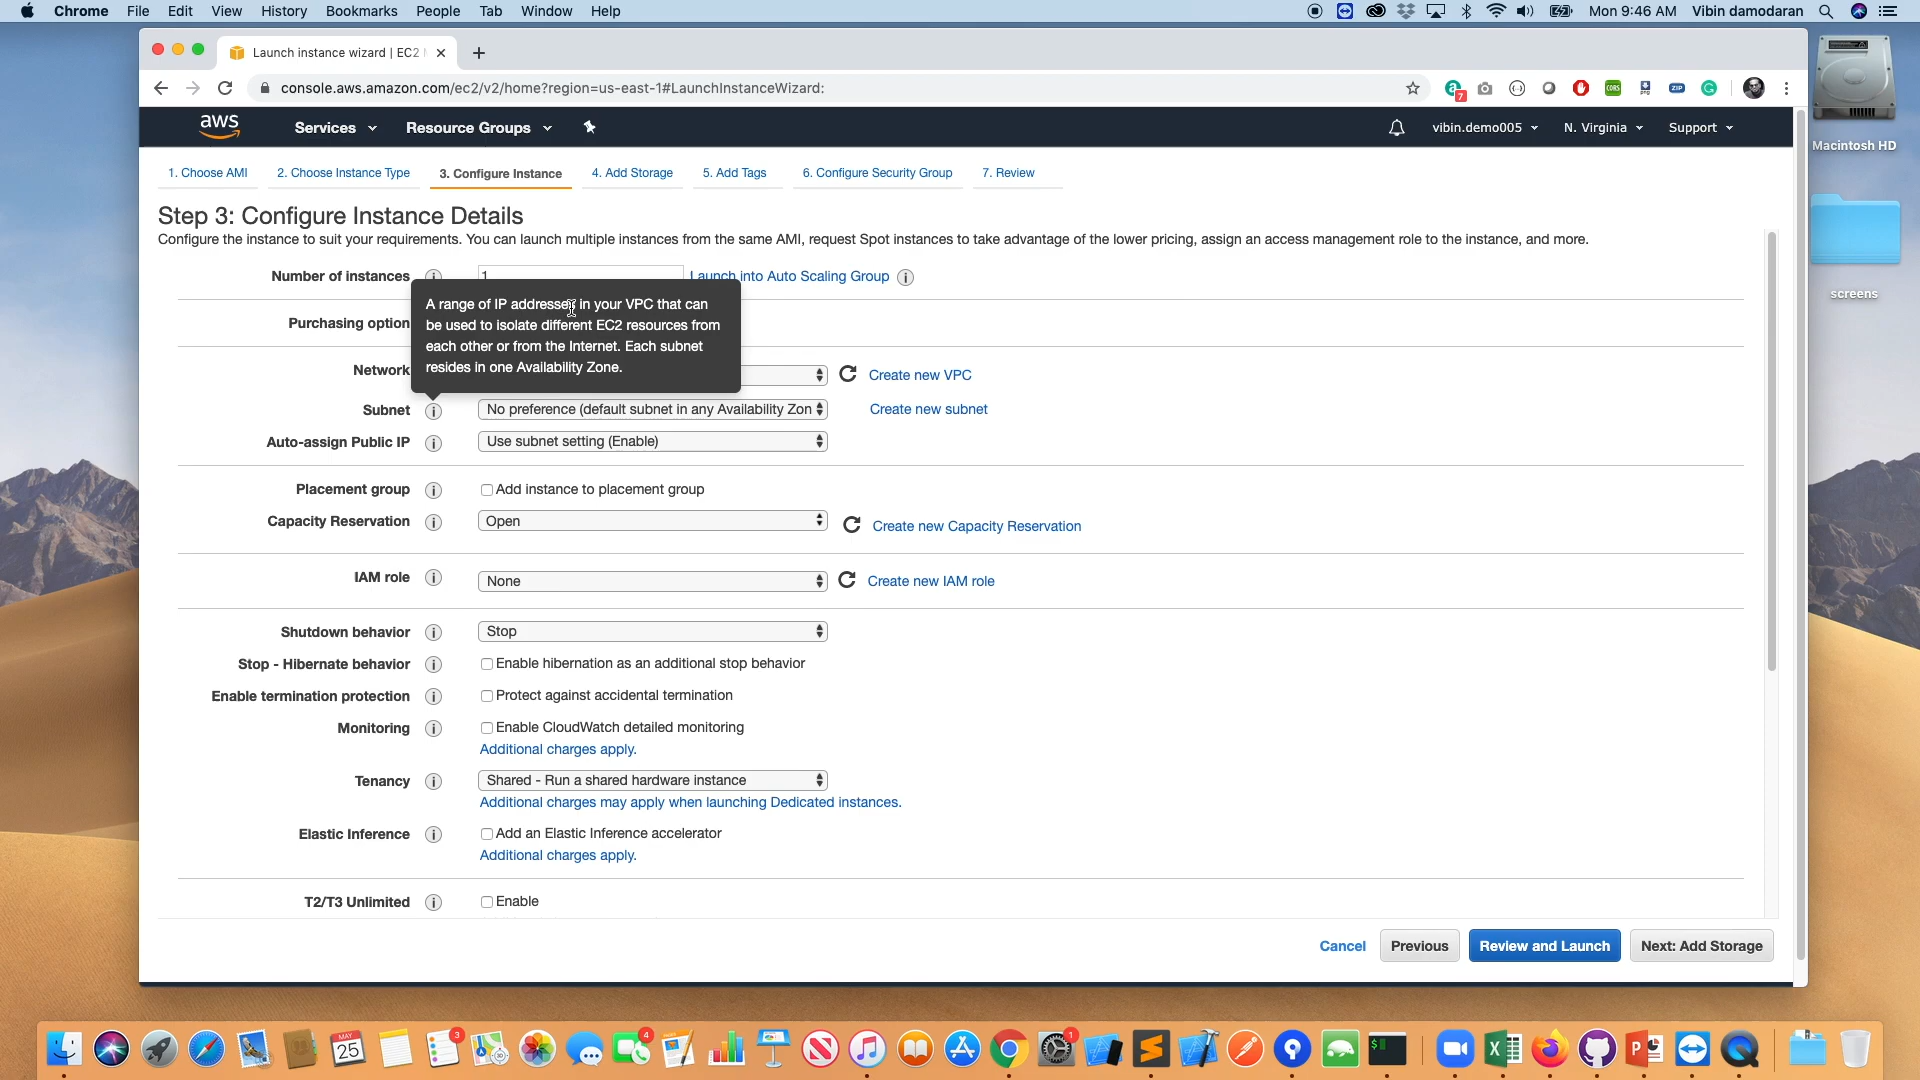 Chrome File Edit View History Bookmarks People Tab Window Help
Mon 9:46 AM Vibin damodaran
Launch instance wizard | EC2
console.aws.amazon.com/ec2/v2/home?region=us-east-1#LaunchInstanceWizard:
7
CORS
ZIP
Macintosh HD
screens
aws Services Resource Groups
vibin.demo005 N. Virginia Support
1. Choose AMI 2. Choose Instance Type 3. Configure Instance 4. Add Storage 5. Add Tags 6. Configure Security Group 7. Review
Step 3: Configure Instance Details
Configure the instance to suit your requirements. You can launch multiple instances from the same AMI, request Spot instances to take advantage of the lower pricing, assign an access management role to the instance, and more.
Number of instances 1 Launch into Auto Scaling Group
A range of IP addresses in your VPC that can
be used to isolate different EC2 resources from
each other or from the Internet. Each subnet
resides in one Availability Zone.
Purchasing option
Network Create new VPC
Subnet No preference (default subnet in any Availability Zon Create new subnet
Auto-assign Public IP Use subnet setting (Enable)
Placement group Add instance to placement group
Capacity Reservation Open Create new Capacity Reservation
IAM role None Create new IAM role
Shutdown behavior Stop
Stop - Hibernate behavior Enable hibernation as an additional stop behavior
Enable termination protection Protect against accidental termination
Monitoring Enable CloudWatch detailed monitoring
Additional charges apply.
Tenancy Shared - Run a shared hardware instance
Additional charges may apply when launching Dedicated instances.
Elastic Inference Add an Elastic Inference accelerator
Additional charges apply.
T2/T3 Unlimited Enable
Cancel Previous Review and Launch Next: Add Storage
MAY
25
3
4
1